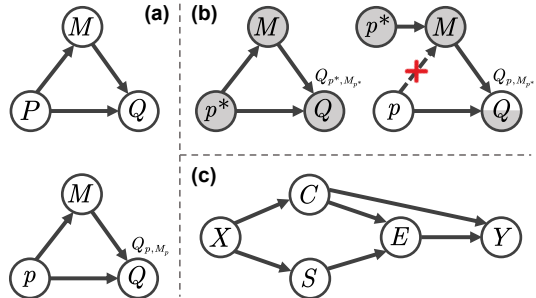 (a)
M
P
Q
M
Q_{p,M_p}
p
Q
(b)
M
Q_{p*,M_{p*}}
p*
Q
p*
M
Q_{p,M_{p*}}
p
Q
(c)
C
X
E
Y
S